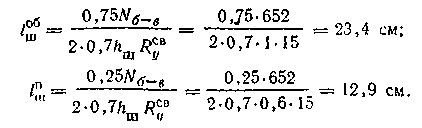 l_ш^об = 0,75N_б—в / 2·0,7h_ш R_у^св = 0,75·652 / 2·0,7·1·15 = 23,4 см;
l_ш^п = 0,25N_б—в / 2·0,7h_ш R_у^св = 0,25·652 / 2·0,7·0,6·15 = 12,9 см.